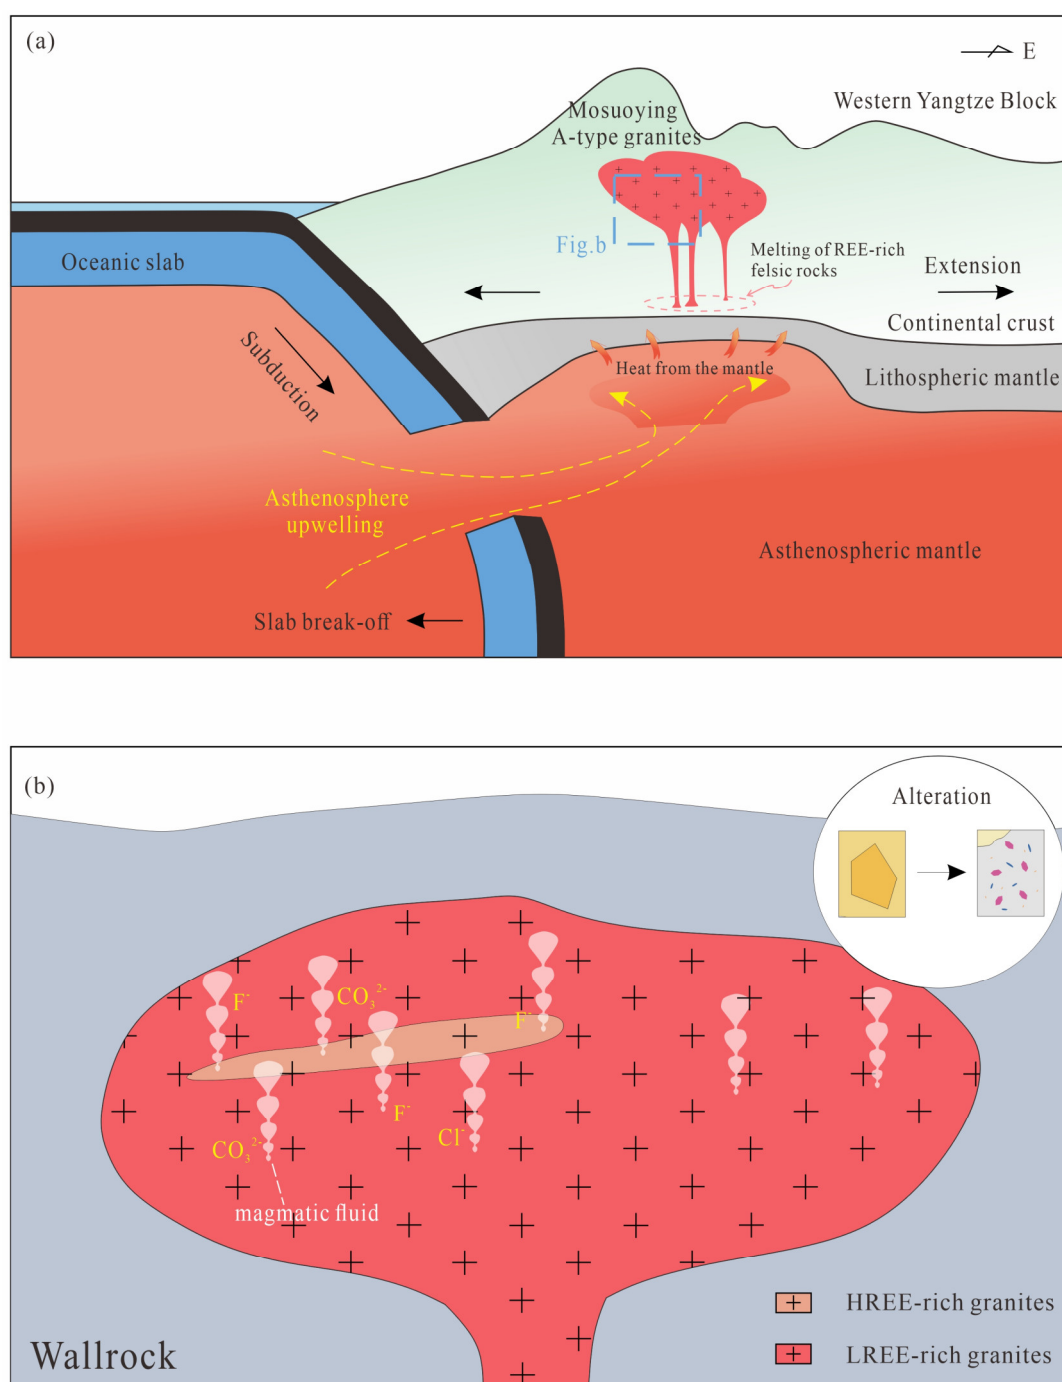 (a)
E
Western Yangtze Block
Mosuoying
A-type granites
Fig.b
Melting of REE-rich
felsic rocks
Oceanic slab
Extension
Continental crust
Subduction
Heat from the mantle
Lithospheric mantle
Asthenosphere
upwelling
Asthenospheric mantle
Slab break-off
(b)
Alteration
F⁻
CO₃²⁻
F⁻
F⁻
Cl⁻
CO₃²⁻
magmatic fluid
HREE-rich granites
LREE-rich granites
Wallrock